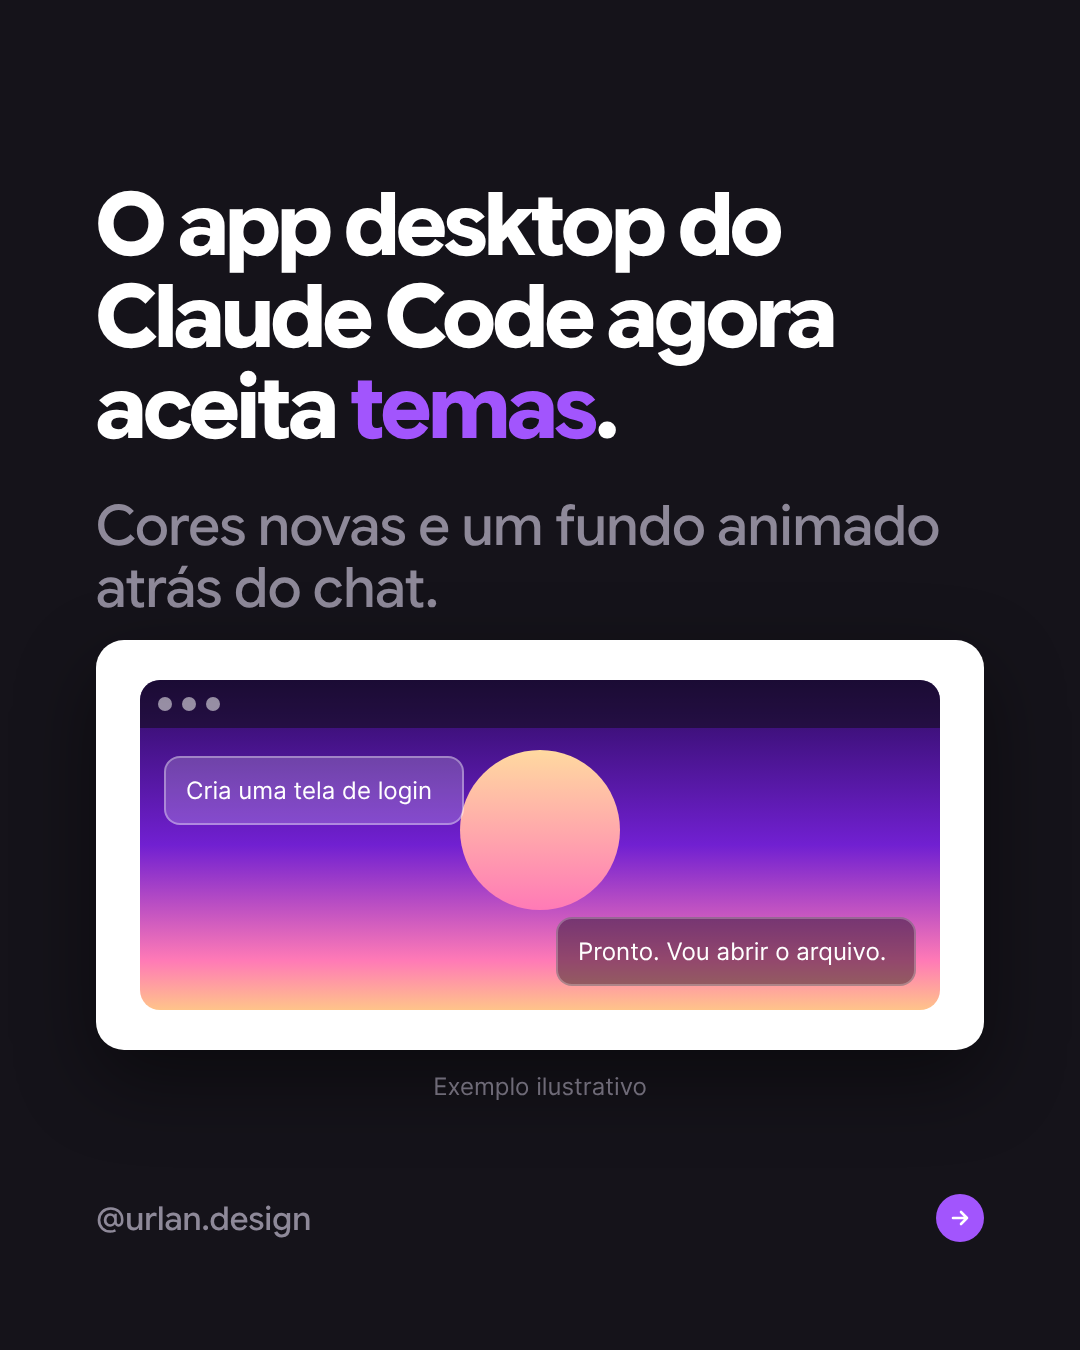 O app desktop do
Claude Code agora
aceita temas.
Cores novas e um fundo animado
atrás do chat.
Cria uma tela de login
Pronto. Vou abrir o arquivo.
Exemplo ilustrativo
@urlan.design